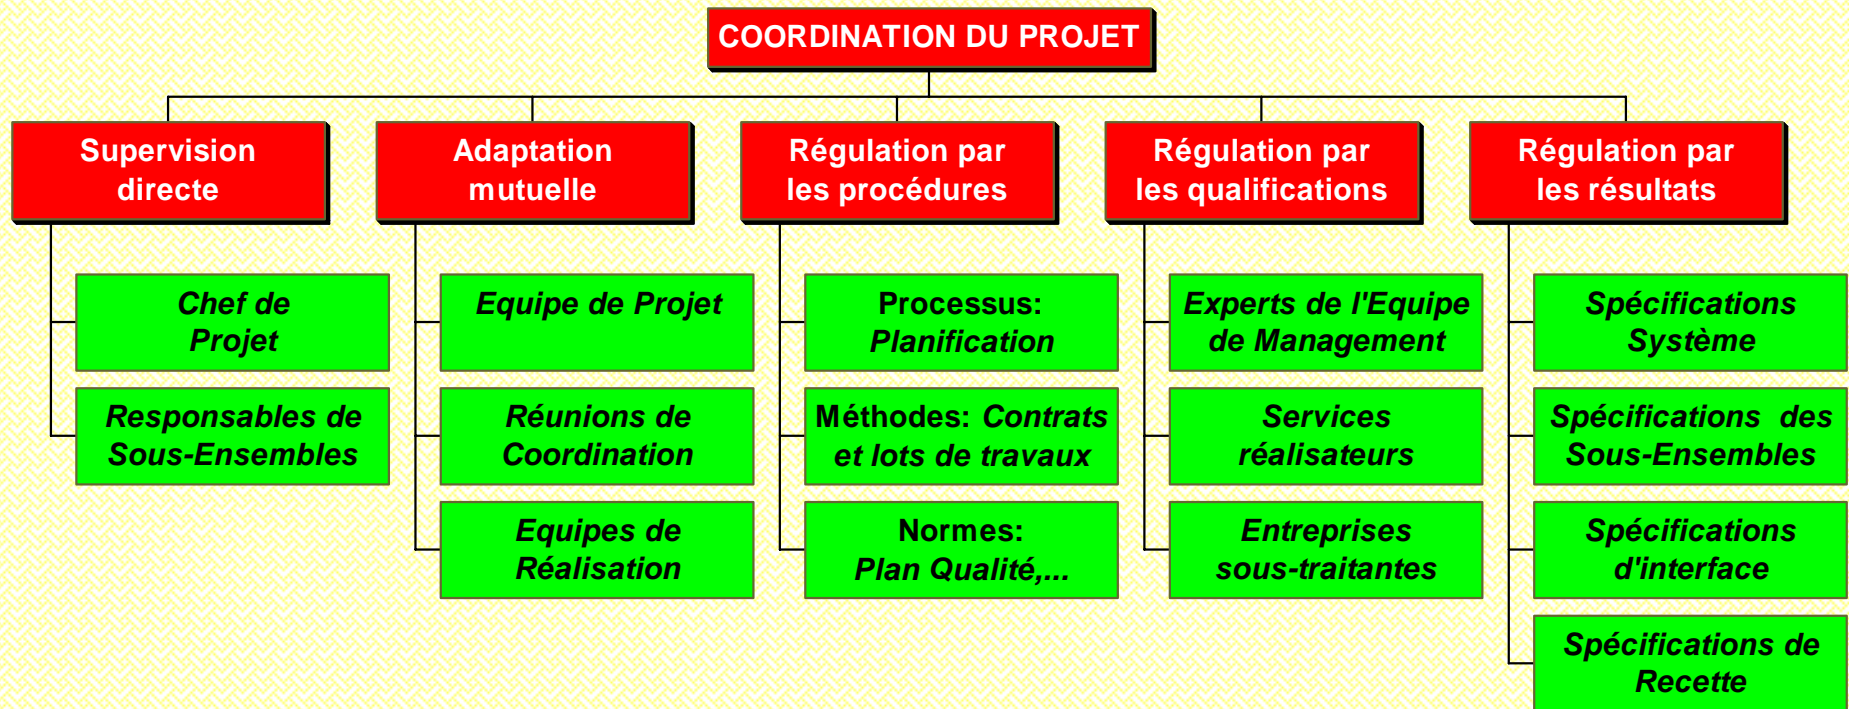 COORDINATION DU PROJET
Supervision
directe
Chef de
Projet
Responsables de
Sous-Ensembles
Adaptation
mutuelle
Equipe de Projet
Réunions de
Coordination
Equipes de
Réalisation
Régulation par
les procédures
Processus:
Planification
Méthodes: Contrats
et lots de travaux
Normes:
Plan Qualité,...
Régulation par
les qualifications
Experts de l'Equipe
de Management
Services
réalisateurs
Entreprises
sous-traitantes
Régulation par
les résultats
Spécifications
Système
Spécifications des
Sous-Ensembles
Spécifications
d'interface
Spécifications de
Recette